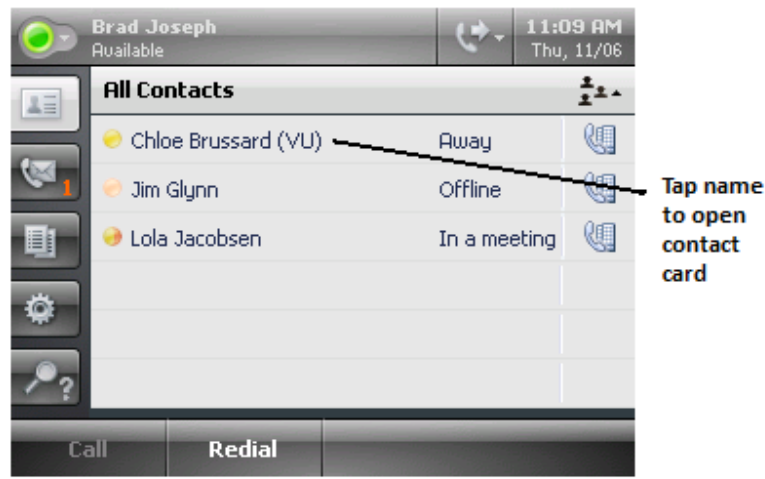 Brad Joseph
Available
11:09 AM
Thu, 11/06
All Contacts
Chloe Brussard (VU) Away
Jim Glynn Offline
Lola Jacobsen In a meeting
1
?
Call Redial
Tap name
to open
contact
card